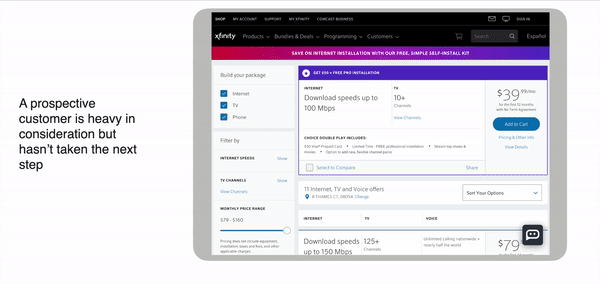 A prospective
customer is heavy in
consideration but
hasn't taken the next
step
SHOP MY ACCOUNT SUPPORT MY XFINITY COMCAST BUSINESS SIGN IN
xfinity Products Bundles & Deals Programming Customers Search Español
SAVE ON INTERNET INSTALLATION WITH OUR FREE, SIMPLE SELF-INSTALL KIT
Build your package
Internet
TV
Phone
Filter by
INTERNET SPEEDS Show
TV CHANNELS Show
View Channels
MONTHLY PRICE RANGE
$79 - $160
Pricing does not include equipment,
installation, taxes and fees, and other
applicable charges.
GET $50 + FREE PRO INSTALLATION
INTERNET
Download speeds up to
100 Mbps
TV
10+
Channels
View Channels
CHOICE DOUBLE PLAY INCLUDES:
$50 Visa® Prepaid Card • Limited Time - FREE professional installation • Stream top shows &
movies • Option to add new, flexible channel packs
Select to Compare Share
$39.99/mo
for the first 12 months
with No Term Agreement
Add to Cart
Pricing & Other Info
View Details
11 Internet, TV and Voice offers
8 THAMES CT, 08054 Change
Sort Your Options
INTERNET TV VOICE
Download speeds
up to 150 Mbps
125+
Channels
Unlimited calling nationwide +
nearly half the world
$79